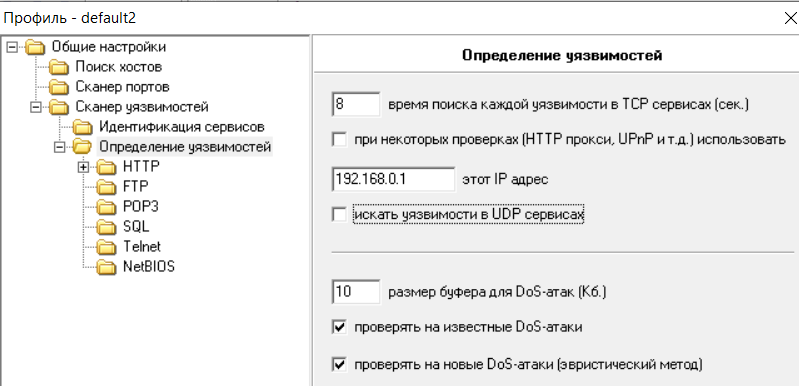 Профиль - default2
Общие настройки
Поиск хостов
Сканер портов
Сканер уязвимостей
Идентификация сервисов
Определение уязвимостей
HTTP
FTP
POP3
SQL
Telnet
NetBIOS
Определение уязвимостей
8 время поиска каждой уязвимости в TCP сервисах (сек.)
при некоторых проверках (HTTP прокси, UPnP и т.д.) использовать
192.168.0.1 этот IP адрес
искать уязвимости в UDP сервисах
10 размер буфера для DoS-атак (Кб.)
проверять на известные DoS-атаки
проверять на новые DoS-атаки (эвристический метод)